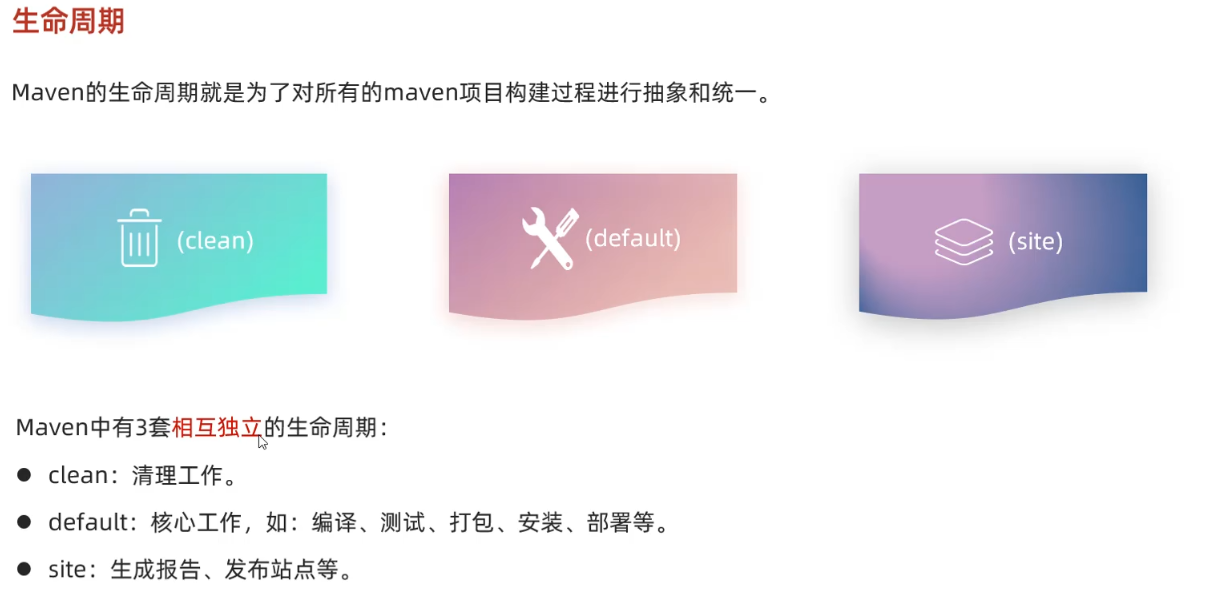 生命周期
Maven的生命周期就是为了对所有的maven项目构建过程进行抽象和统一。
(clean)
(default)
(site)
Maven中有3套相互独立的生命周期：
● clean：清理工作。
● default：核心工作，如：编译、测试、打包、安装、部署等。
● site：生成报告、发布站点等。